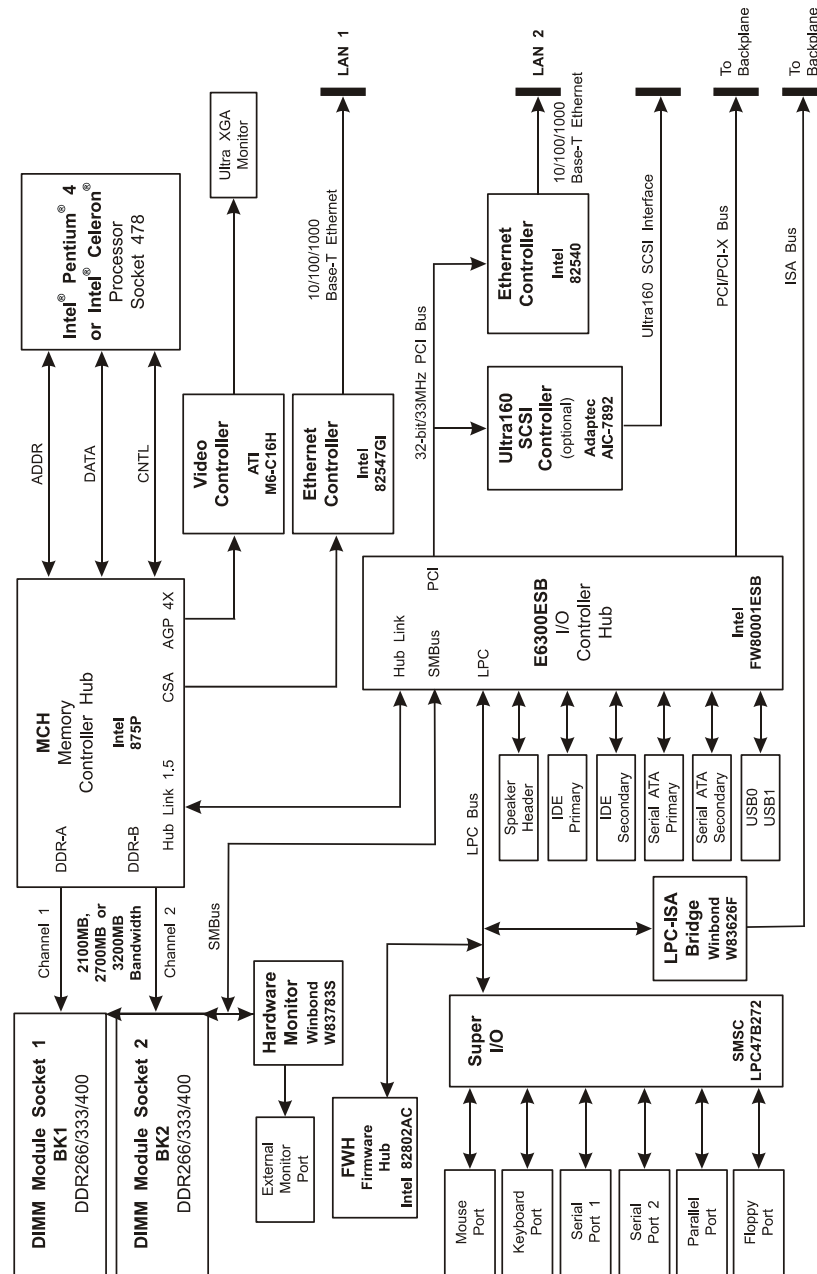 DIMM Module Socket 1
BK1
DDR266/333/400
DIMM Module Socket 2
BK2
DDR266/333/400
Channel 1
2100MB,
2700MB or
3200MB
Bandwidth
Channel 2
SMBus
DDR-A
DDR-B
MCH
Memory
Controller Hub
Intel
875P
Hub Link 1.5
CSA
AGP 4X
ADDR
DATA
CNTL
Intel® Pentium® 4
or Intel® Celeron®
Processor
Socket 478
Video
Controller
ATI
M6-C16H
Ultra XGA
Monitor
Ethernet
Controller
Intel
82547GI
10/100/1000
Base-T Ethernet
LAN 1
Hardware
Monitor
Winbond
W83783S
External
Monitor
Port
FWH
Firmware
Hub
Intel 82802AC
Hub Link
SMBus
LPC
PCI
E6300ESB
I/O
Controller
Hub
Intel
FW80001ESB
32-bit/33MHz PCI Bus
Ultra160
SCSI
Controller
(optional)
Adaptec
AIC-7892
Ethernet
Controller
Intel
82540
10/100/1000
Base-T Ethernet
LAN 2
Ultra160 SCSI Interface
PCI/PCI-X Bus
To
Backplane
ISA Bus
To
Backplane
LPC Bus
Speaker
Header
IDE
Primary
IDE
Secondary
Serial ATA
Primary
Serial ATA
Secondary
USB0
USB1
LPC-ISA
Bridge
Winbond
W83626F
Super
I/O
SMSC
LPC47B272
Mouse
Port
Keyboard
Port
Serial
Port 1
Serial
Port 2
Parallel
Port
Floppy
Port